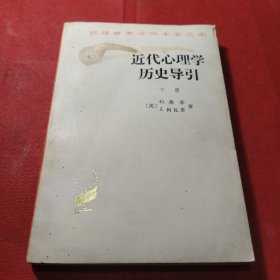 汉译世界学术名著丛书
近代心理学
历史导引
下册
〔美〕
G. 墨菲
J. 柯瓦奇
著